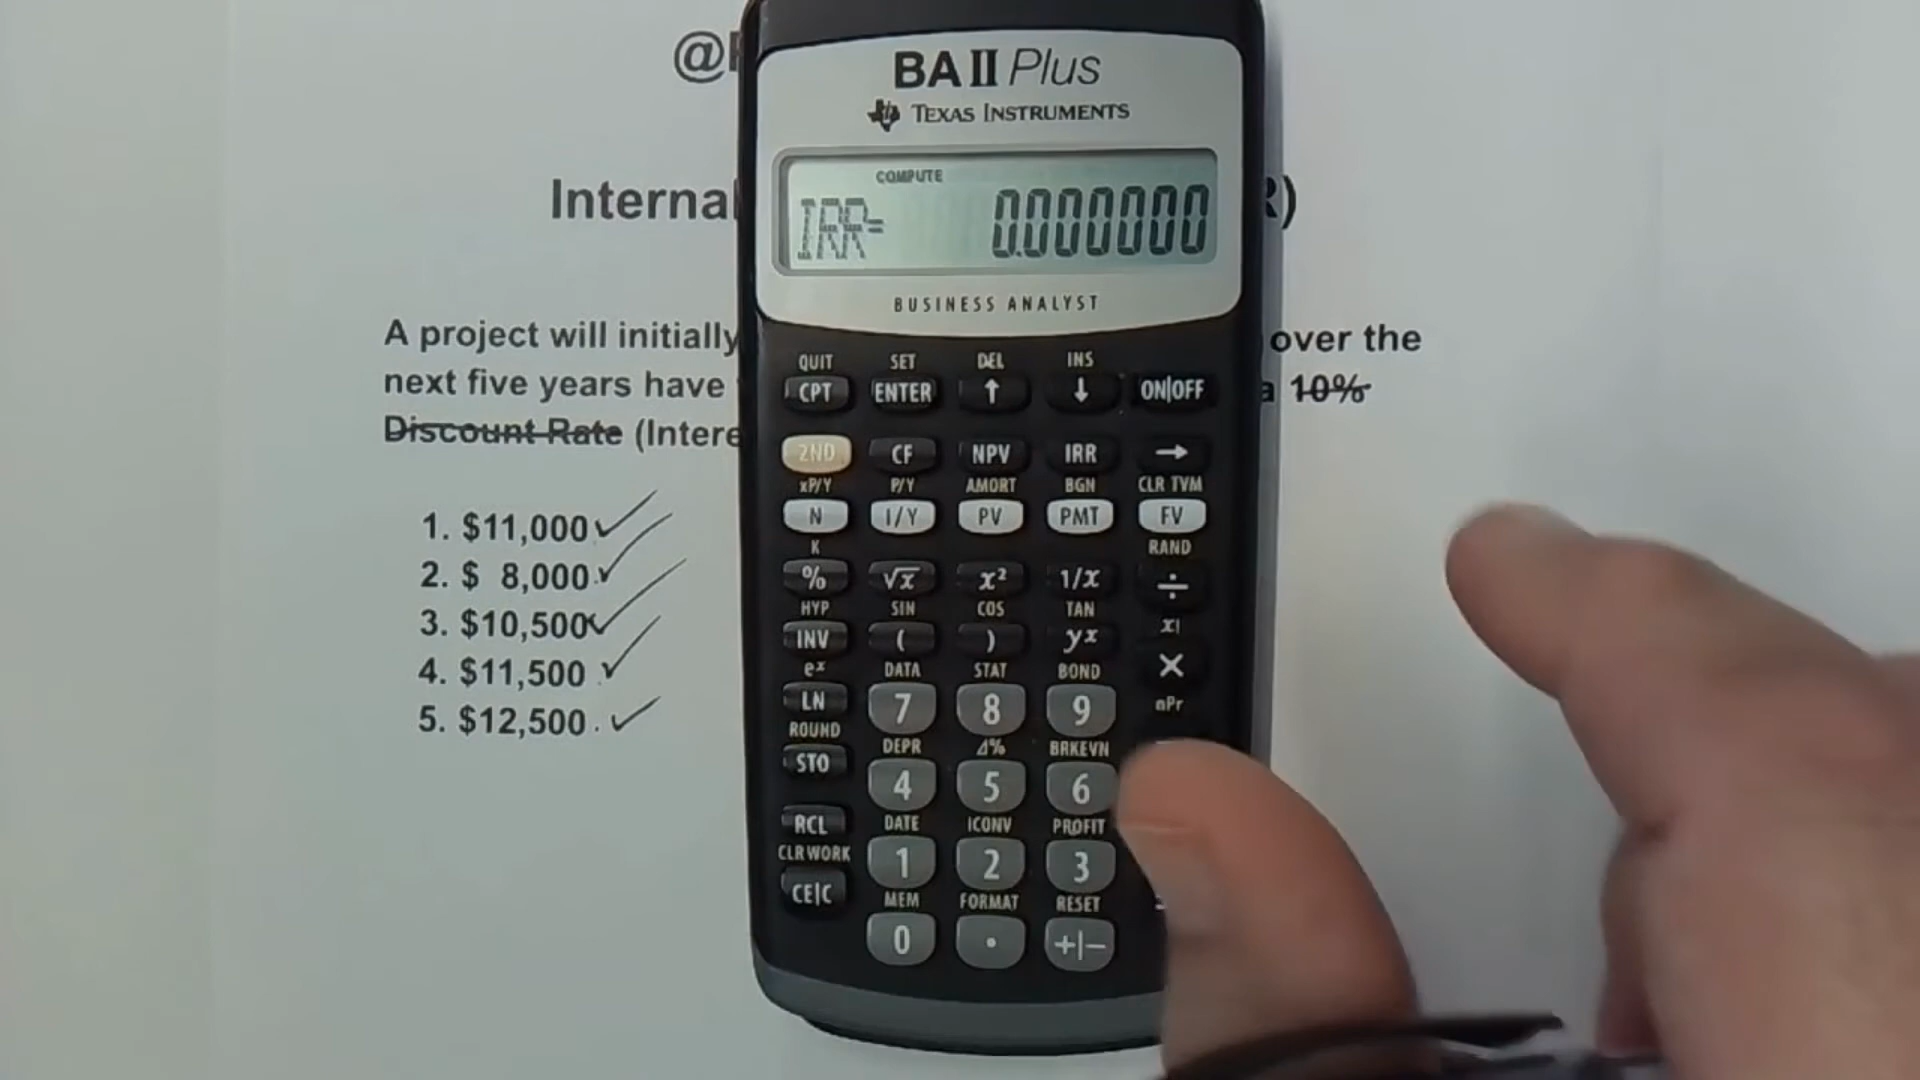 @
BA II Plus
TEXAS INSTRUMENTS
COMPUTE
IRR= 0.000000
BUSINESS ANALYST
Interna R)
A project will initially over the
next five years have a 10%
Discount Rate (Intere
1. $11,000
2. $ 8,000
3. $10,500
4. $11,500
5. $12,500
QUIT SET DEL INS
CPT ENTER ↑ ↓ ON|OFF
2ND CF NPV IRR →
xP/Y P/Y AMORT BGN CLR TVM
N I/Y PV PMT FV
K RAND
% √x x² 1/x ÷
HYP SIN COS TAN x!
INV ( ) yˣ ×
eˣ DATA STAT BOND nPr
LN 7 8 9
ROUND DEPR Δ% BRKEVN
STO 4 5 6
RCL DATE ICONV PROFIT
CLR WORK 1 2 3
CE|C MEM FORMAT RESET
0 . +|−